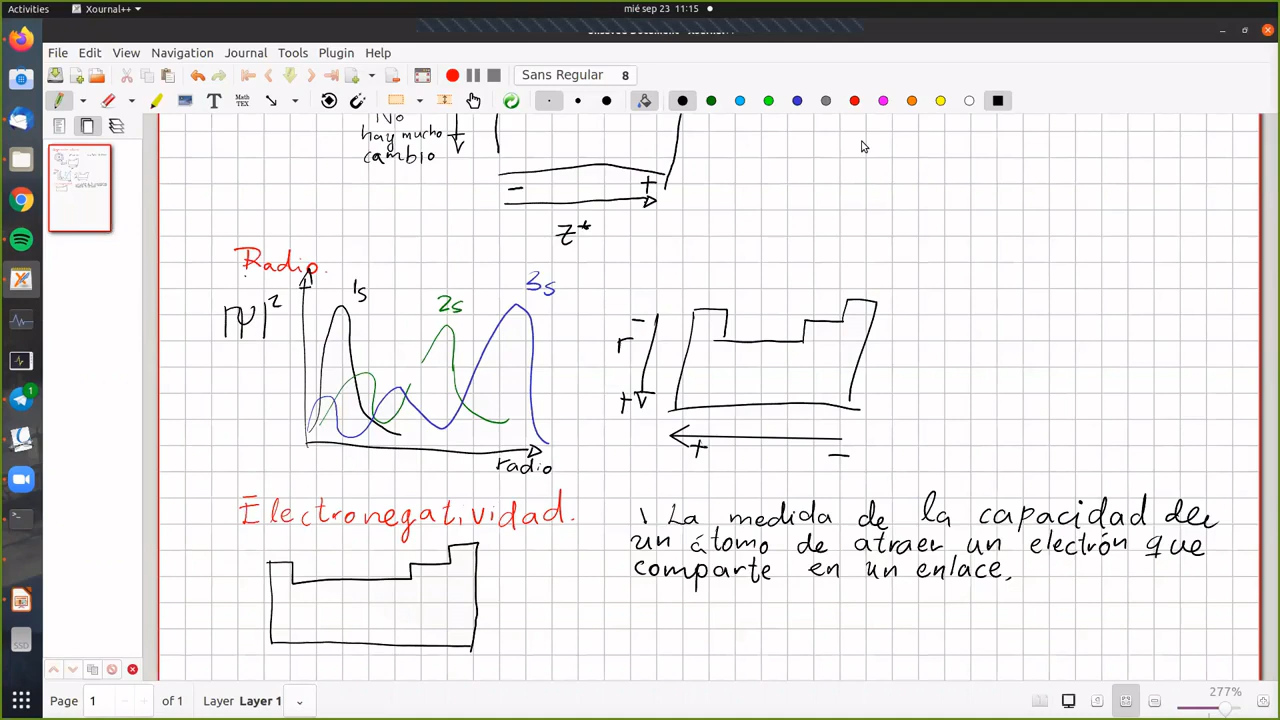 Activities
Xournal++
mié sep 23 11:15
File Edit View Navigation Journal Tools Plugin Help
Sans Regular 8
No
hay mucho
cambio
- +
Z*
Radio.
|Ψ|²
1s
2s
3s
radio
-
r
+
+ -
Electronegatividad.
La medida de la capacidad de
un átomo de atraer un electrón que
comparte en un enlace.
Page 1 of 1 Layer Layer 1
277%